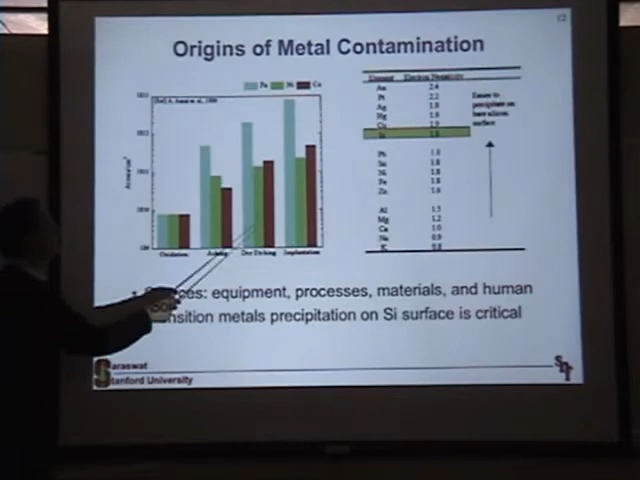 12
Origins of Metal Contamination
Fe Ni Cu
Element Electron Negativity
Au 2.4
Pt 2.2
Ag 1.9
Hg 1.9
Cu 1.9
Si 1.8
Easier to
precipitate on
bare silicon
surface
Pb 1.8
Sn 1.8
Ni 1.8
Fe 1.8
Zn 1.6
Al 1.5
Mg 1.2
Ca 1.0
Na 0.9
K 0.8
Oxidation Ashing Dry Etching Implantation
equipment, processes, materials, and human
metals precipitation on Si surface is critical
araswat
tanford University